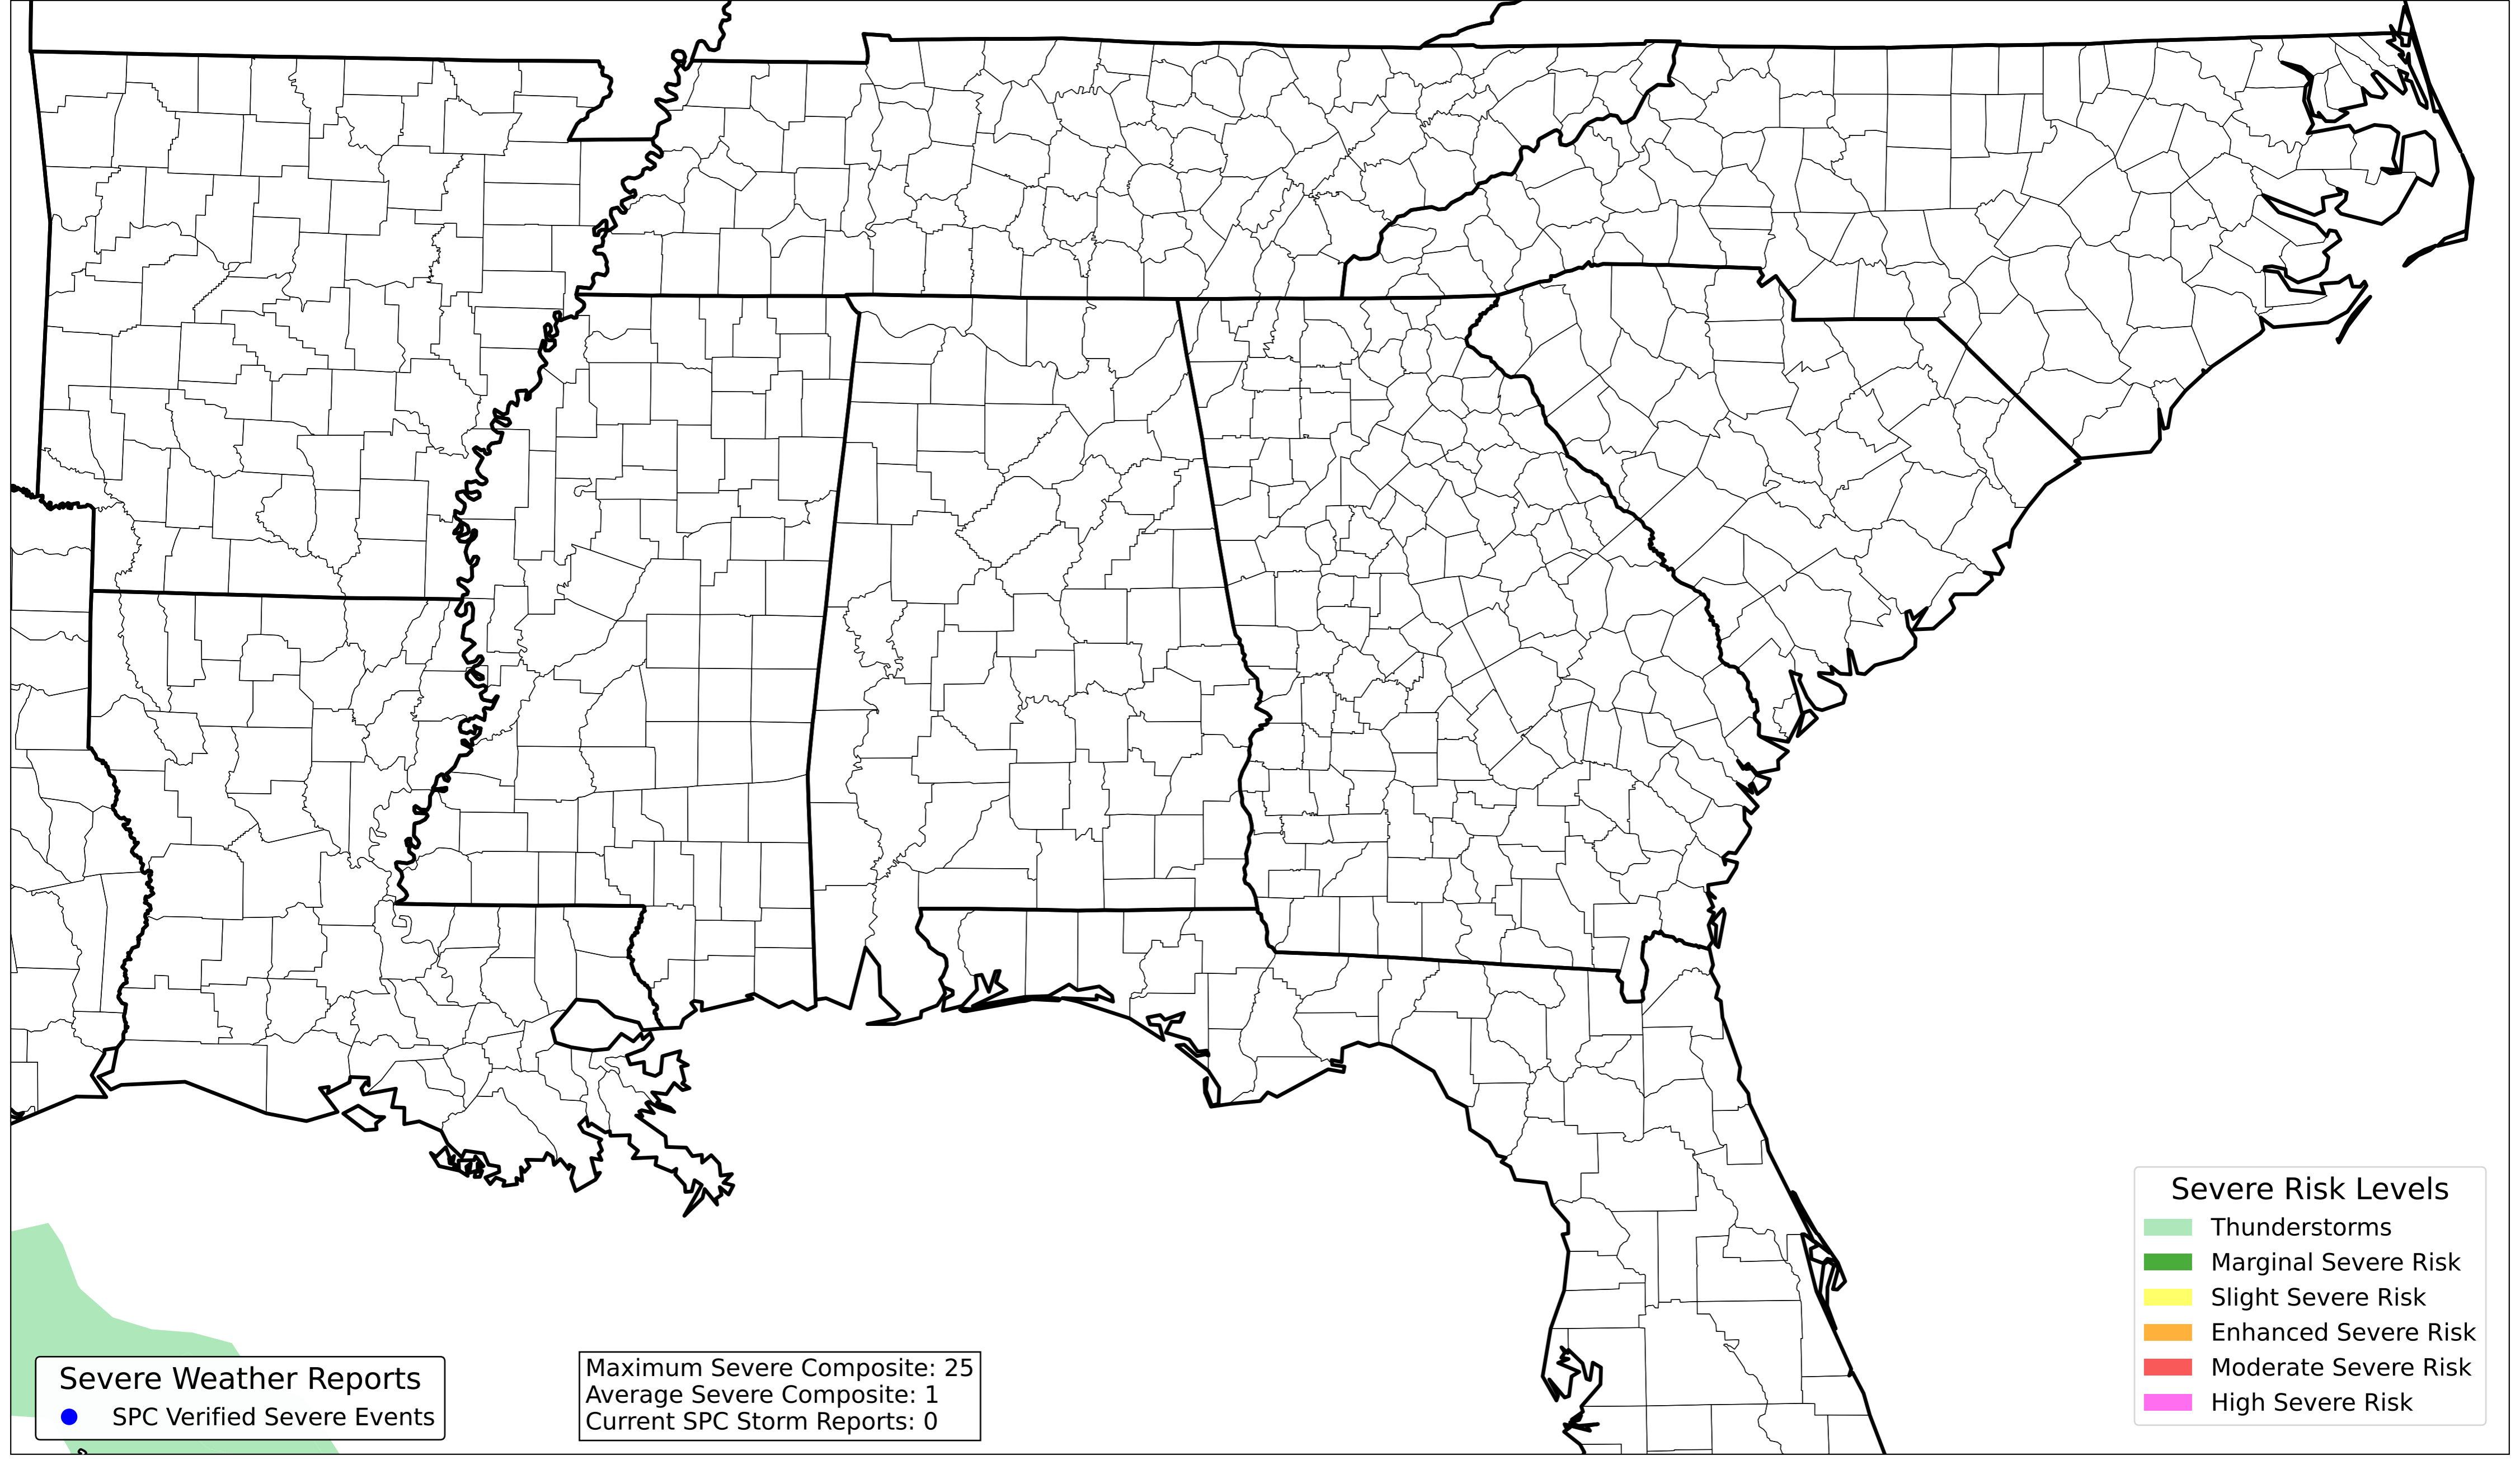 Severe Risk Levels
Thunderstorms
Marginal Severe Risk
Slight Severe Risk
Enhanced Severe Risk
Moderate Severe Risk
High Severe Risk
Severe Weather Reports
SPC Verified Severe Events
Maximum Severe Composite: 25
Average Severe Composite: 1
Current SPC Storm Reports: 0